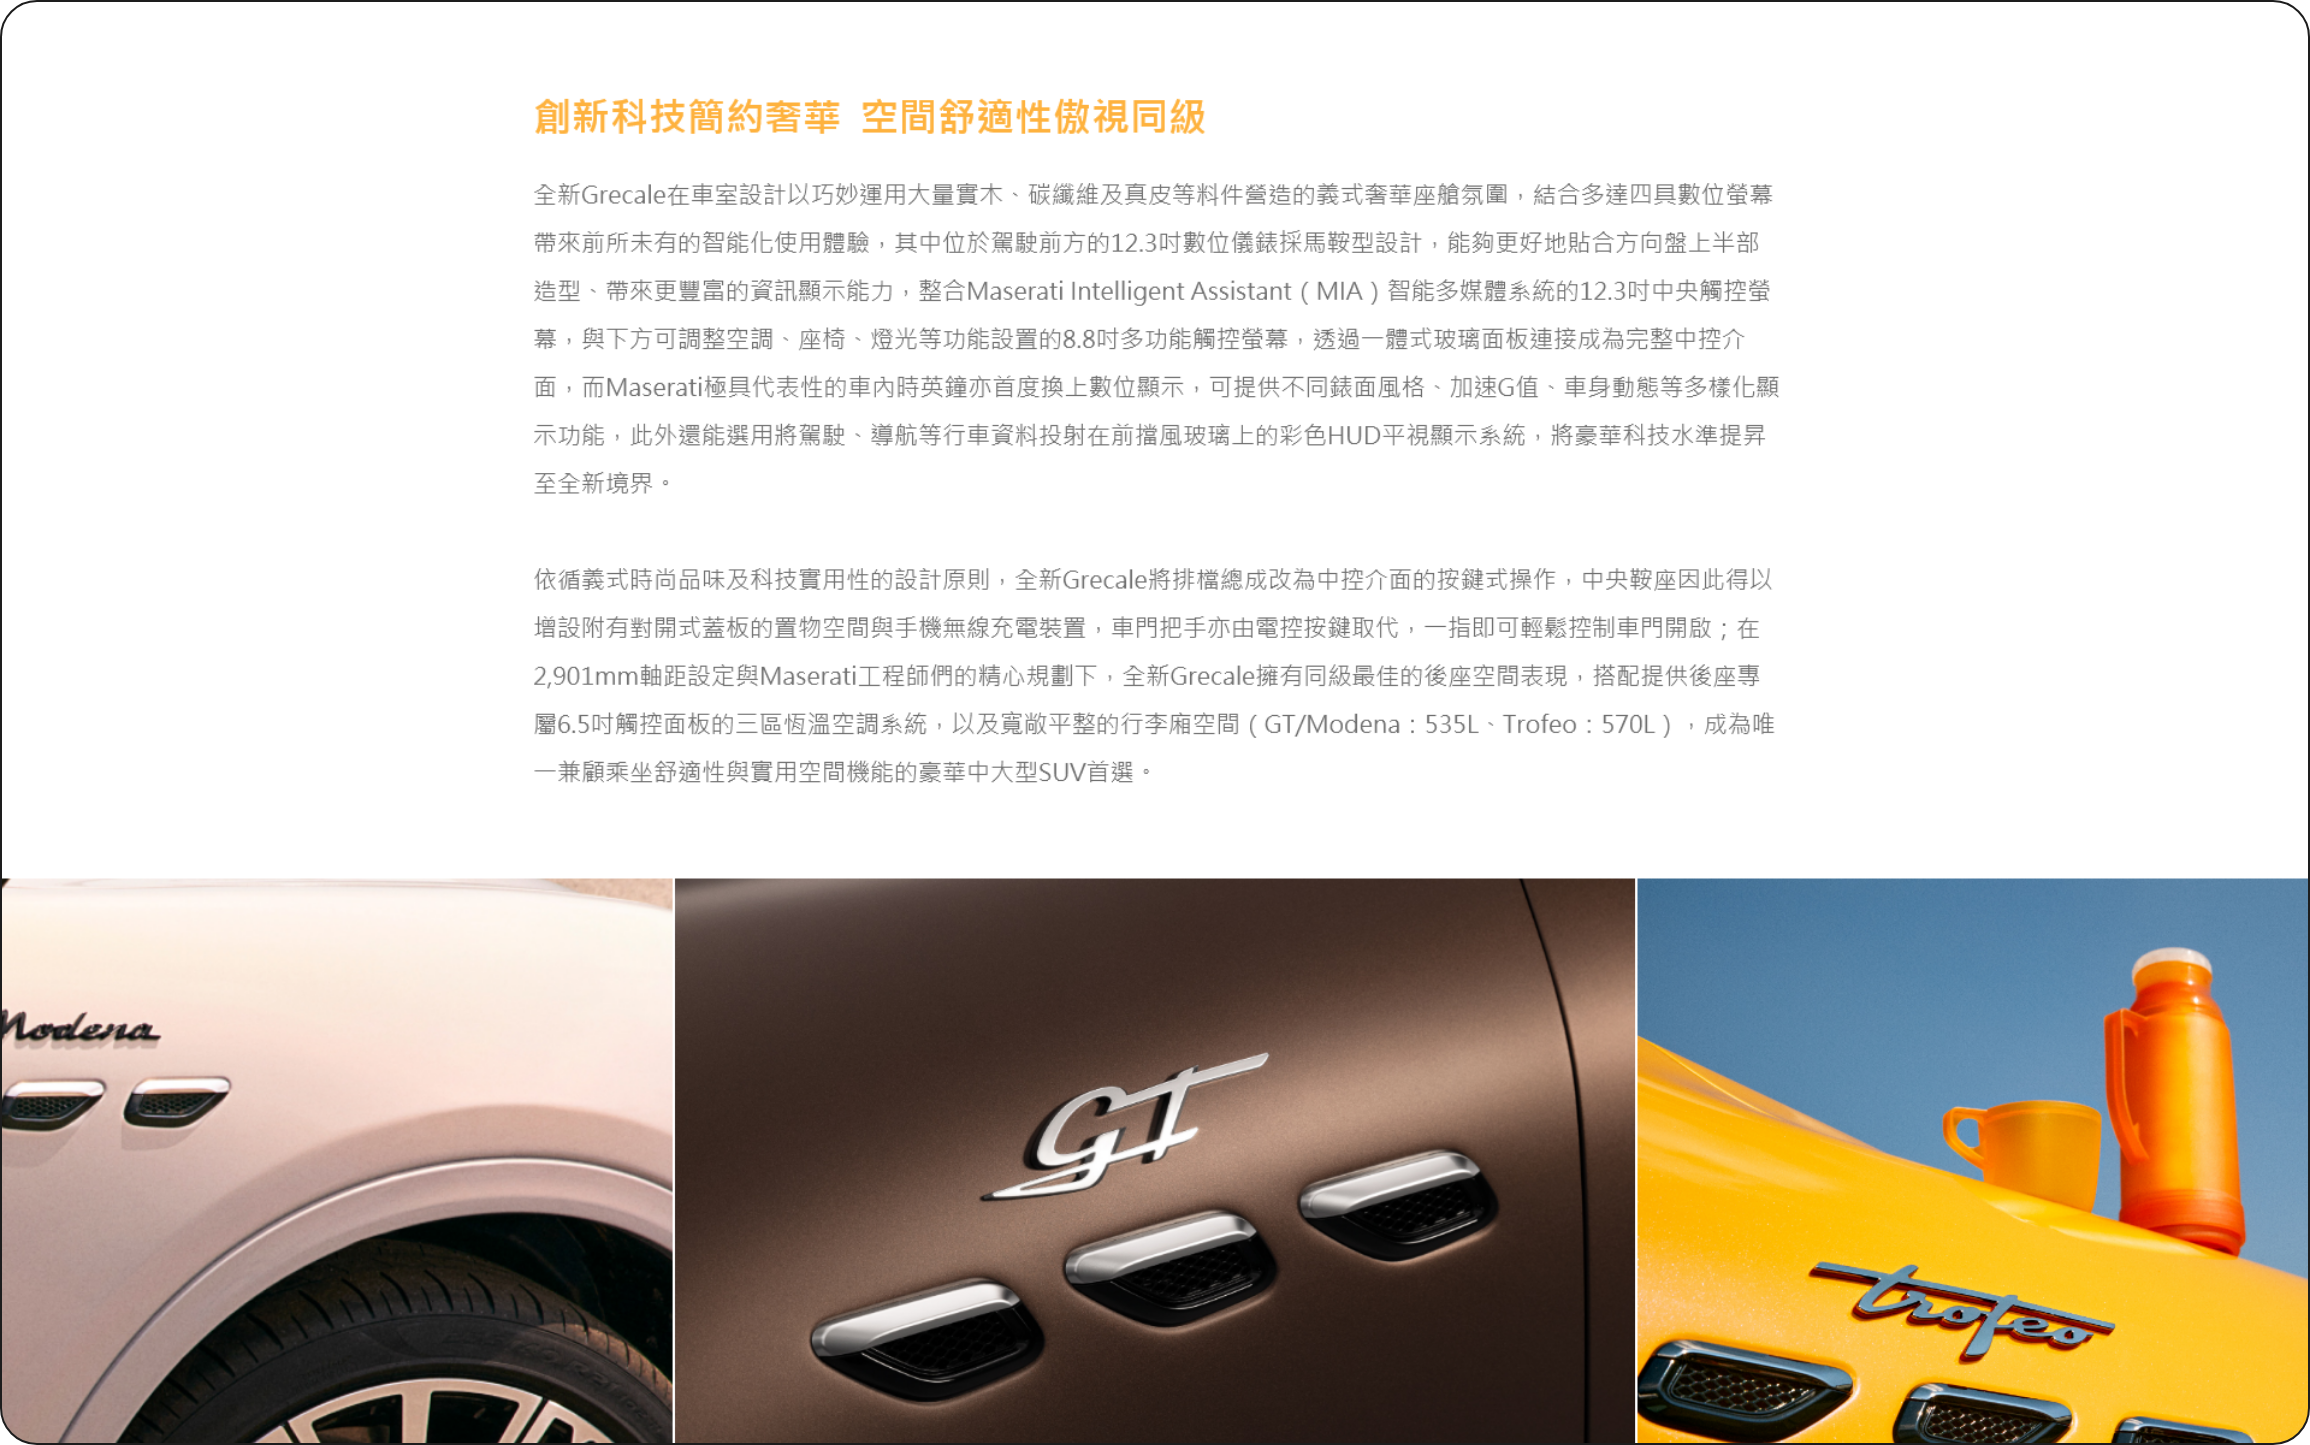 創新科技簡約奢華 空間舒適性傲視同級
全新Grecale在車室設計以巧妙運用大量實木、碳纖維及真皮等料件營造的義式奢華座艙氛圍，結合多達四具數位螢幕
帶來前所未有的智能化使用體驗，其中位於駕駛前方的12.3吋數位儀錶採馬鞍型設計，能夠更好地貼合方向盤上半部
造型、帶來更豐富的資訊顯示能力，整合Maserati Intelligent Assistant（MIA）智能多媒體系統的12.3吋中央觸控螢
幕，與下方可調整空調、座椅、燈光等功能設置的8.8吋多功能觸控螢幕，透過一體式玻璃面板連接成為完整中控介
面，而Maserati極具代表性的車內時英鐘亦首度換上數位顯示，可提供不同錶面風格、加速G值、車身動態等多樣化顯
示功能，此外還能選用將駕駛、導航等行車資料投射在前擋風玻璃上的彩色HUD平視顯示系統，將豪華科技水準提昇
至全新境界。
依循義式時尚品味及科技實用性的設計原則，全新Grecale將排檔總成改為中控介面的按鍵式操作，中央鞍座因此得以
增設附有對開式蓋板的置物空間與手機無線充電裝置，車門把手亦由電控按鍵取代，一指即可輕鬆控制車門開啟；在
2,901mm軸距設定與Maserati工程師們的精心規劃下，全新Grecale擁有同級最佳的後座空間表現，搭配提供後座專
屬6.5吋觸控面板的三區恆溫空調系統，以及寬敞平整的行李廂空間（GT/Modena：535L、Trofeo：570L），成為唯
一兼顧乘坐舒適性與實用空間機能的豪華中大型SUV首選。
Modena
GT
trofeo